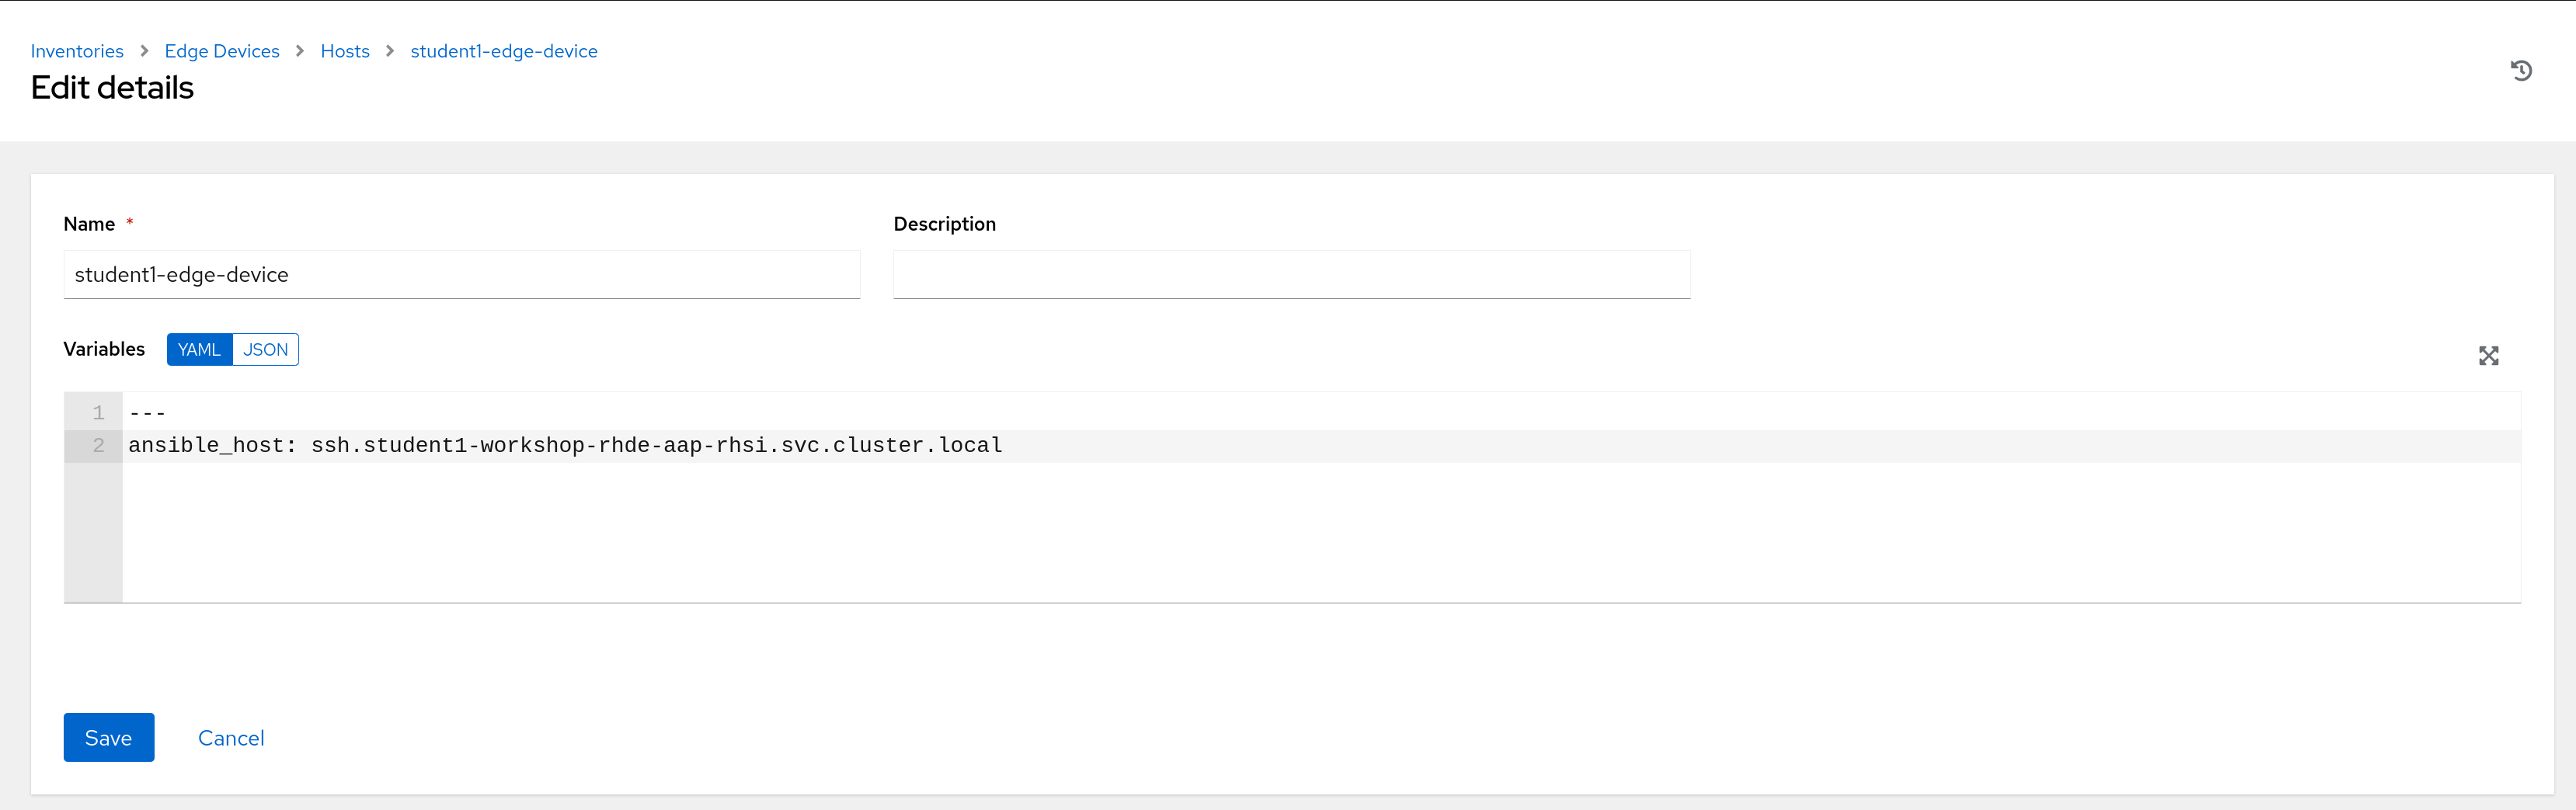 Inventories > Edge Devices > Hosts > student1-edge-device
Edit details
Name * Description
student1-edge-device
Variables YAML JSON
1 ---
2 ansible_host: ssh.student1-workshop-rhde-aap-rhsi.svc.cluster.local
Save Cancel